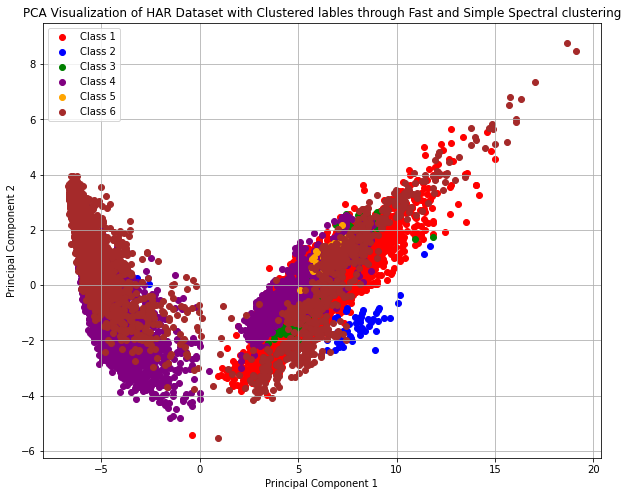 PCA Visualization of HAR Dataset with Clustered lables through Fast and Simple Spectral clustering
Class 1
Class 2
Class 3
Class 4
Class 5
Class 6
8
6
4
2
0
−2
−4
−6
Principal Component 2
−5
0
5
10
15
20
Principal Component 1